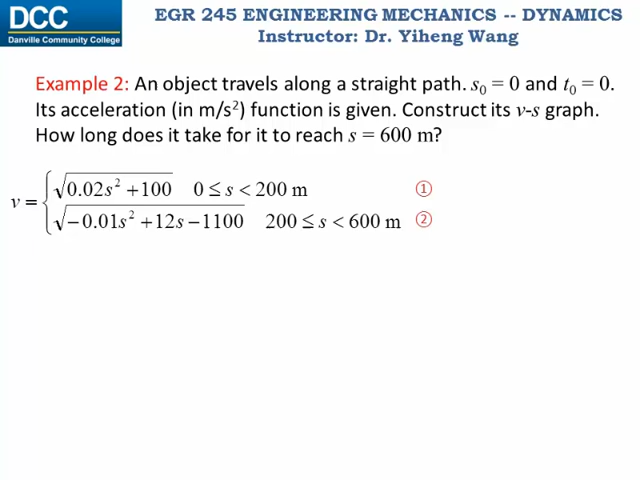 DCC
Danville Community College
EGR 245 ENGINEERING MECHANICS -- DYNAMICS
Instructor: Dr. Yiheng Wang
Example 2: An object travels along a straight path. s₀ = 0 and t₀ = 0.
Its acceleration (in m/s²) function is given. Construct its v-s graph.
How long does it take for it to reach s = 600 m?
v = { √(0.02s² + 100) 0 ≤ s < 200 m ①
√(− 0.01s² + 12s − 1100) 200 ≤ s < 600 m ②